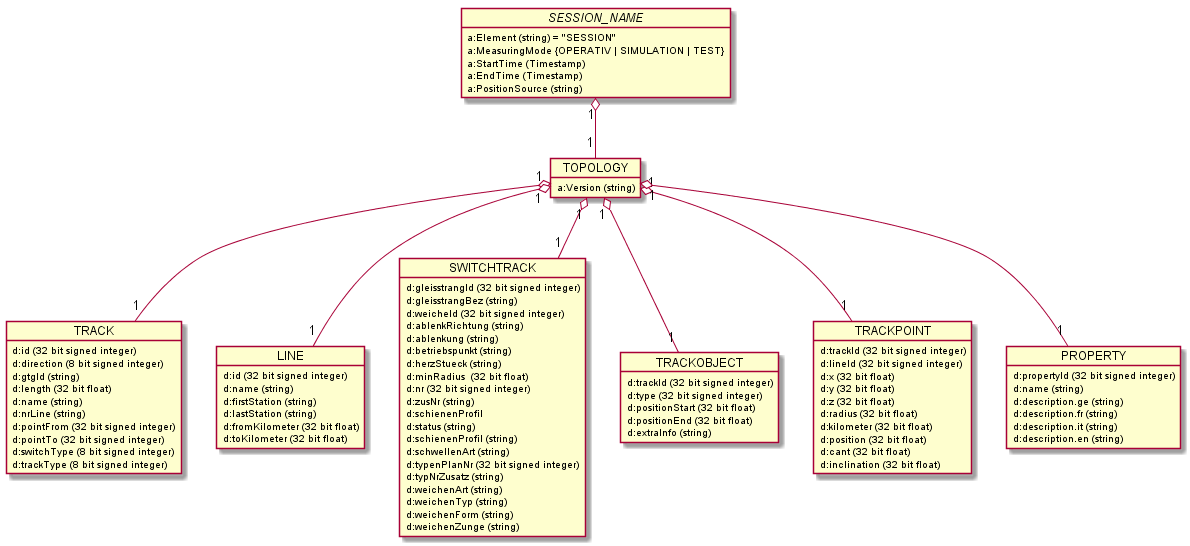 SESSION_NAME
a:Element (string) = "SESSION"
a:MeasuringMode {OPERATIV | SIMULATION | TEST}
a:StartTime (Timestamp)
a:EndTime (Timestamp)
a:PositionSource (string)
1
1
TOPOLOGY
a:Version (string)
1
1
1
1
1
1
1
1
1
1
1
1
TRACK
d:id (32 bit signed integer)
d:direction (8 bit signed integer)
d:gtgId (string)
d:length (32 bit float)
d:name (string)
d:nrLine (string)
d:pointFrom (32 bit signed integer)
d:pointTo (32 bit signed integer)
d:switchType (8 bit signed integer)
d:trackType (8 bit signed integer)
LINE
d:id (32 bit signed integer)
d:name (string)
d:firstStation (string)
d:lastStation (string)
d:fromKilometer (32 bit float)
d:toKilometer (32 bit float)
SWITCHTRACK
d:gleisstrangId (32 bit signed integer)
d:gleisstrangBez (string)
d:weicheId (32 bit signed integer)
d:ablenkRichtung (string)
d:ablenkung (string)
d:betriebspunkt (string)
d:herzStueck (string)
d:minRadius (32 bit float)
d:nr (32 bit signed integer)
d:zusNr (string)
d:schienenProfil
d:status (string)
d:schienenProfil (string)
d:schwellenArt (string)
d:typenPlanNr (32 bit signed integer)
d:typNrZusatz (string)
d:weichenArt (string)
d:weichenTyp (string)
d:weichenForm (string)
d:weichenZunge (string)
TRACKOBJECT
d:trackId (32 bit signed integer)
d:type (32 bit signed integer)
d:positionStart (32 bit float)
d:positionEnd (32 bit float)
d:extraInfo (string)
TRACKPOINT
d:trackId (32 bit signed integer)
d:lineId (32 bit signed integer)
d:x (32 bit float)
d:y (32 bit float)
d:z (32 bit float)
d:radius (32 bit float)
d:kilometer (32 bit float)
d:position (32 bit float)
d:cant (32 bit float)
d:inclination (32 bit float)
PROPERTY
d:propertyId (32 bit signed integer)
d:name (string)
d:description.ge (string)
d:description.fr (string)
d:description.it (string)
d:description.en (string)